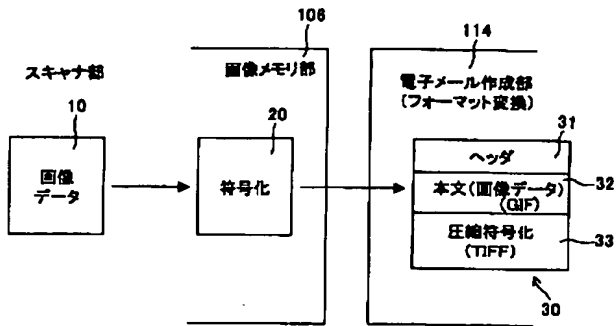 106
114
スキャナ部
画像メモリ部
電子メール作成部
(フォーマット変換)
10
20
31
画像
データ
符号化
ヘッダ
32
本文(画像データ)
(GIF)
33
圧縮符号化
(TIFF)
30